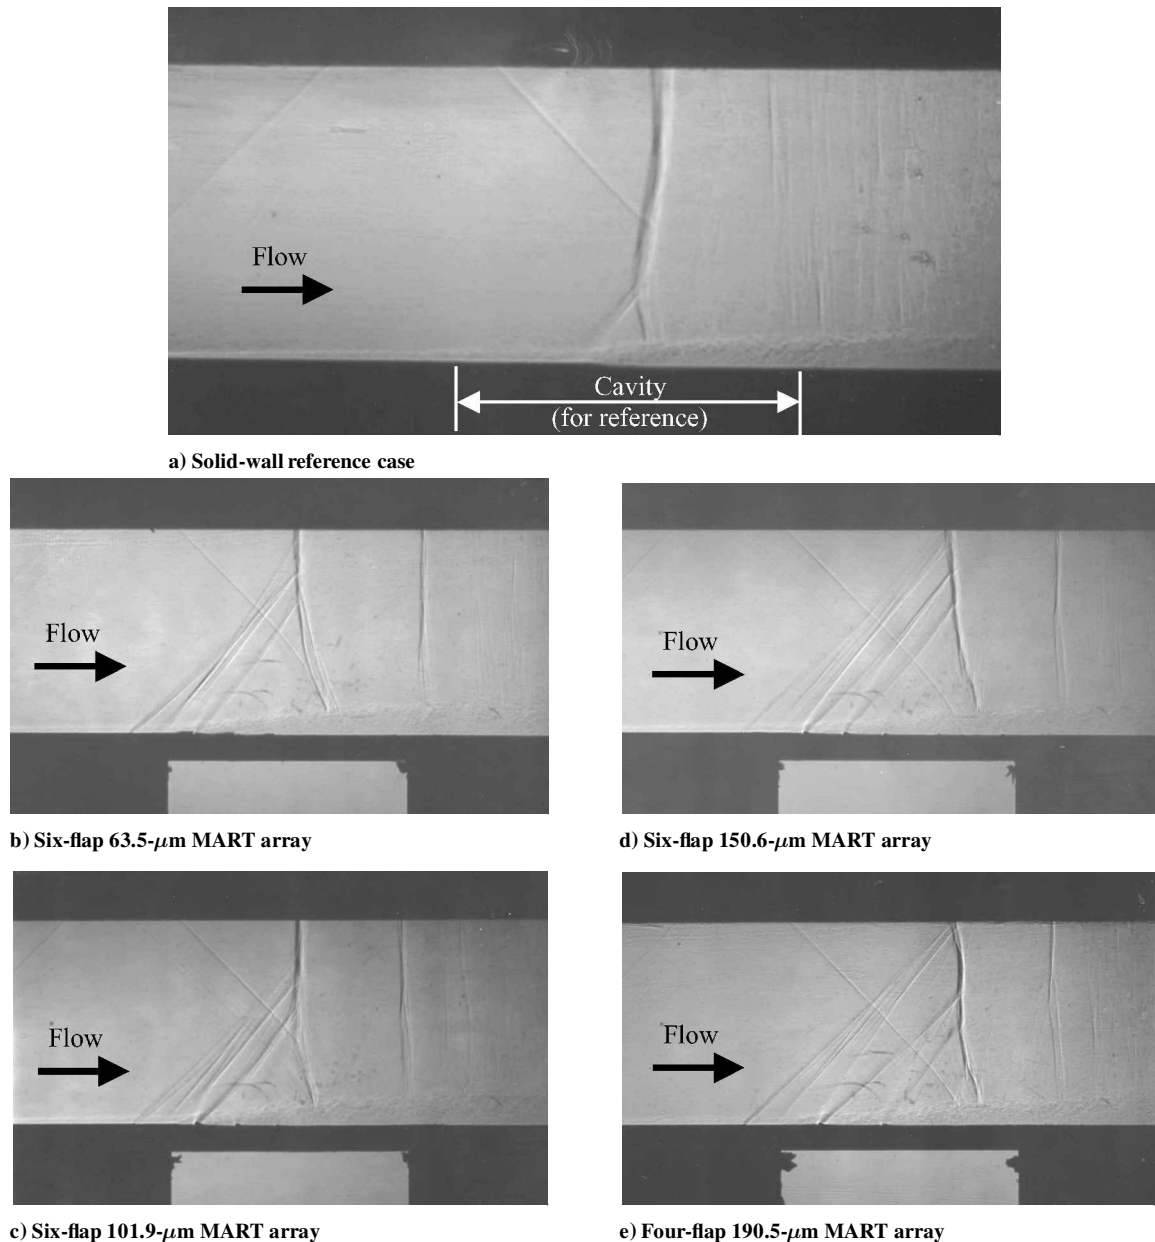 Flow
Cavity
(for reference)
a) Solid-wall reference case
Flow
b) Six-flap 63.5-μm MART array
Flow
d) Six-flap 150.6-μm MART array
Flow
c) Six-flap 101.9-μm MART array
Flow
e) Four-flap 190.5-μm MART array